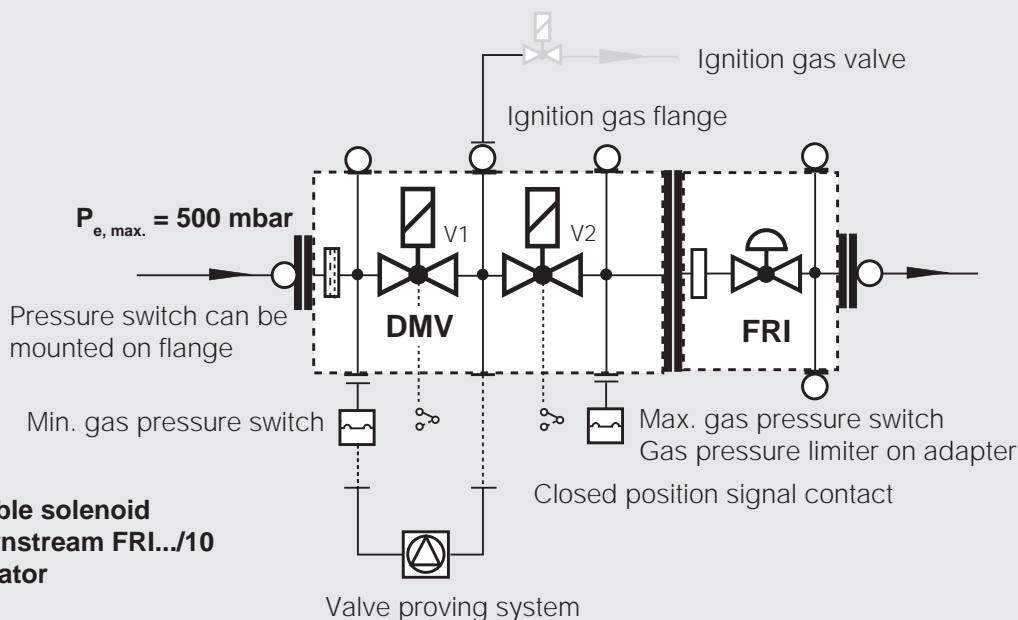 Ignition gas valve
Ignition gas flange
Pe, max. = 500 mbar
V1
V2
DMV
FRI
Pressure switch can be
mounted on flange
Min. gas pressure switch
Max. gas pressure switch
Gas pressure limiter on adapter
Closed position signal contact
ble solenoid
nstream FRI.../10
ator
Valve proving system